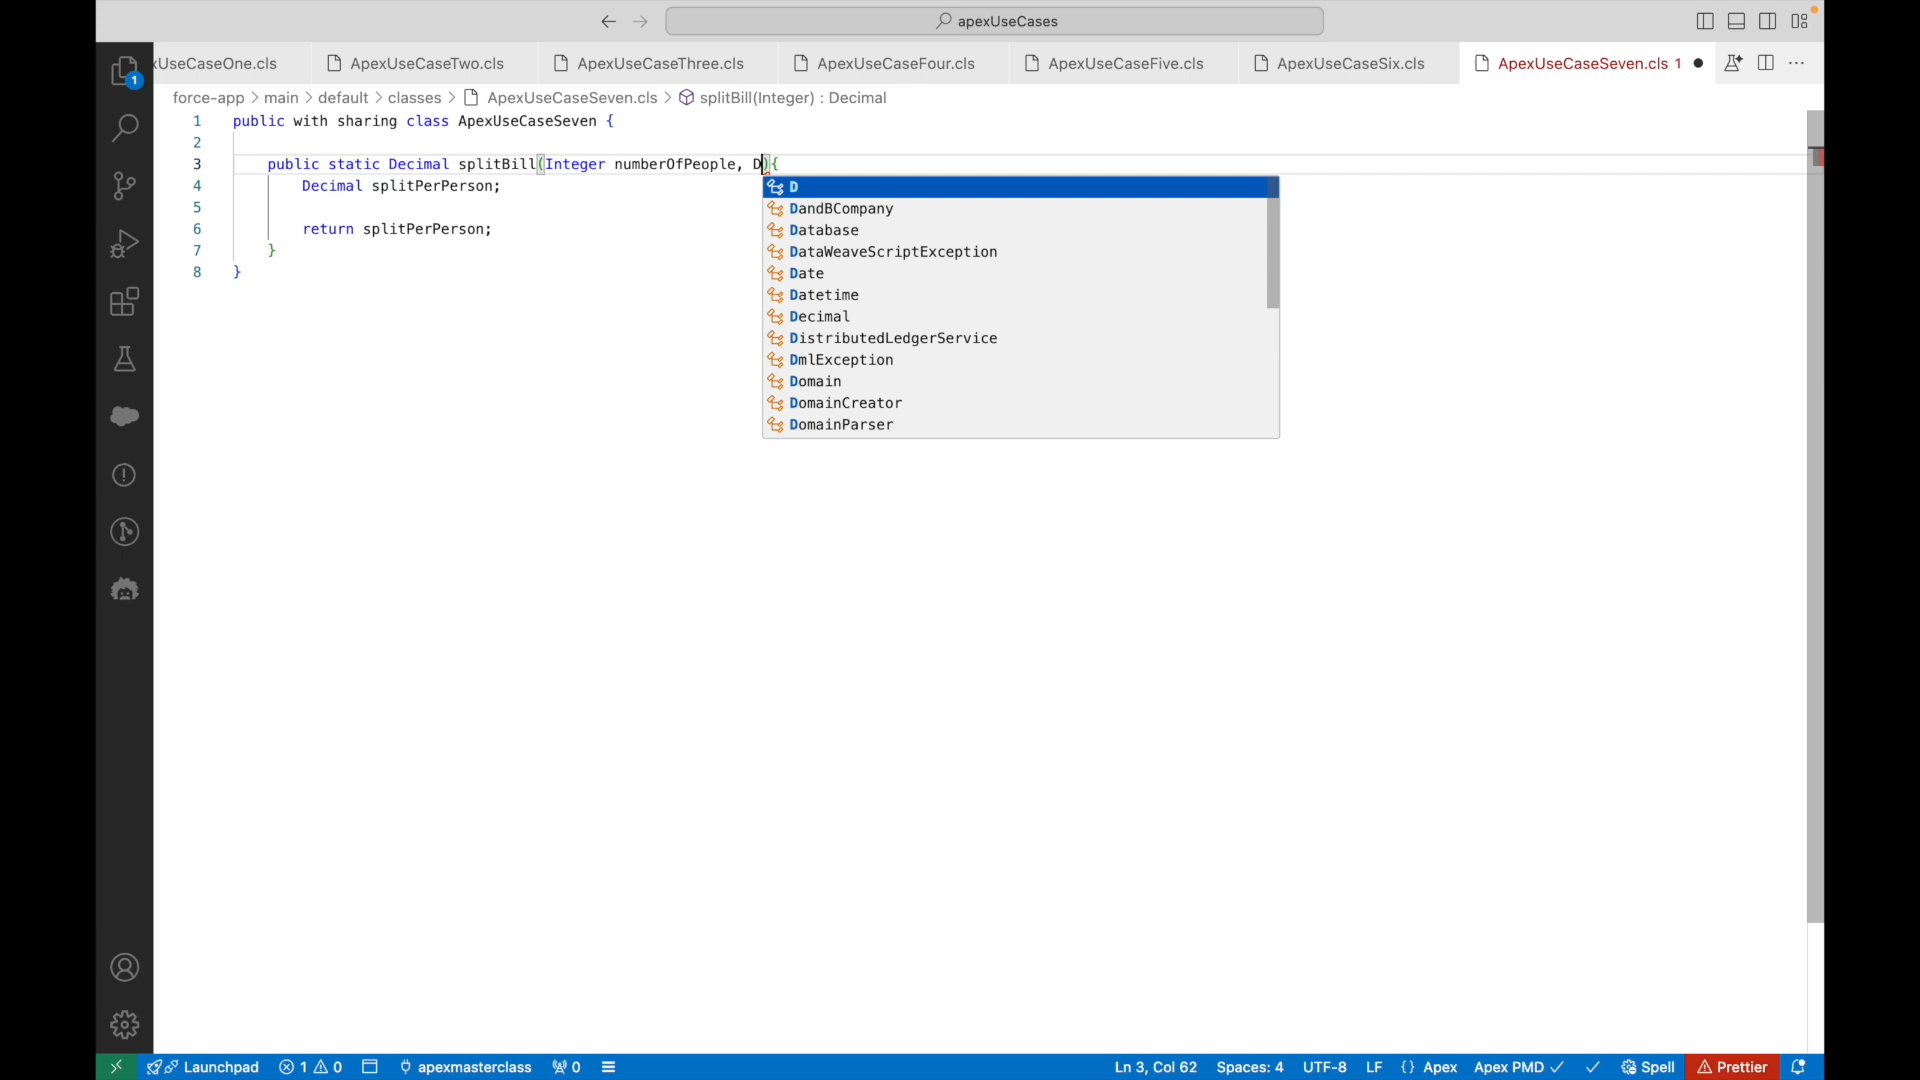 apexUseCases
xUseCaseOne.cls ApexUseCaseTwo.cls ApexUseCaseThree.cls ApexUseCaseFour.cls ApexUseCaseFive.cls ApexUseCaseSix.cls ApexUseCaseSeven.cls 1
1
force-app > main > default > classes > ApexUseCaseSeven.cls > splitBill(Integer) : Decimal
1 public with sharing class ApexUseCaseSeven {
2
3 public static Decimal splitBill(Integer numberOfPeople, D){
4 Decimal splitPerPerson;
5
6 return splitPerPerson;
7 }
8 }
D
DandBCompany
Database
DataWeaveScriptException
Date
Datetime
Decimal
DistributedLedgerService
DmlException
Domain
DomainCreator
DomainParser
Launchpad 1 0 apexmasterclass 0 Ln 3, Col 62 Spaces: 4 UTF-8 LF {} Apex Apex PMD Spell Prettier